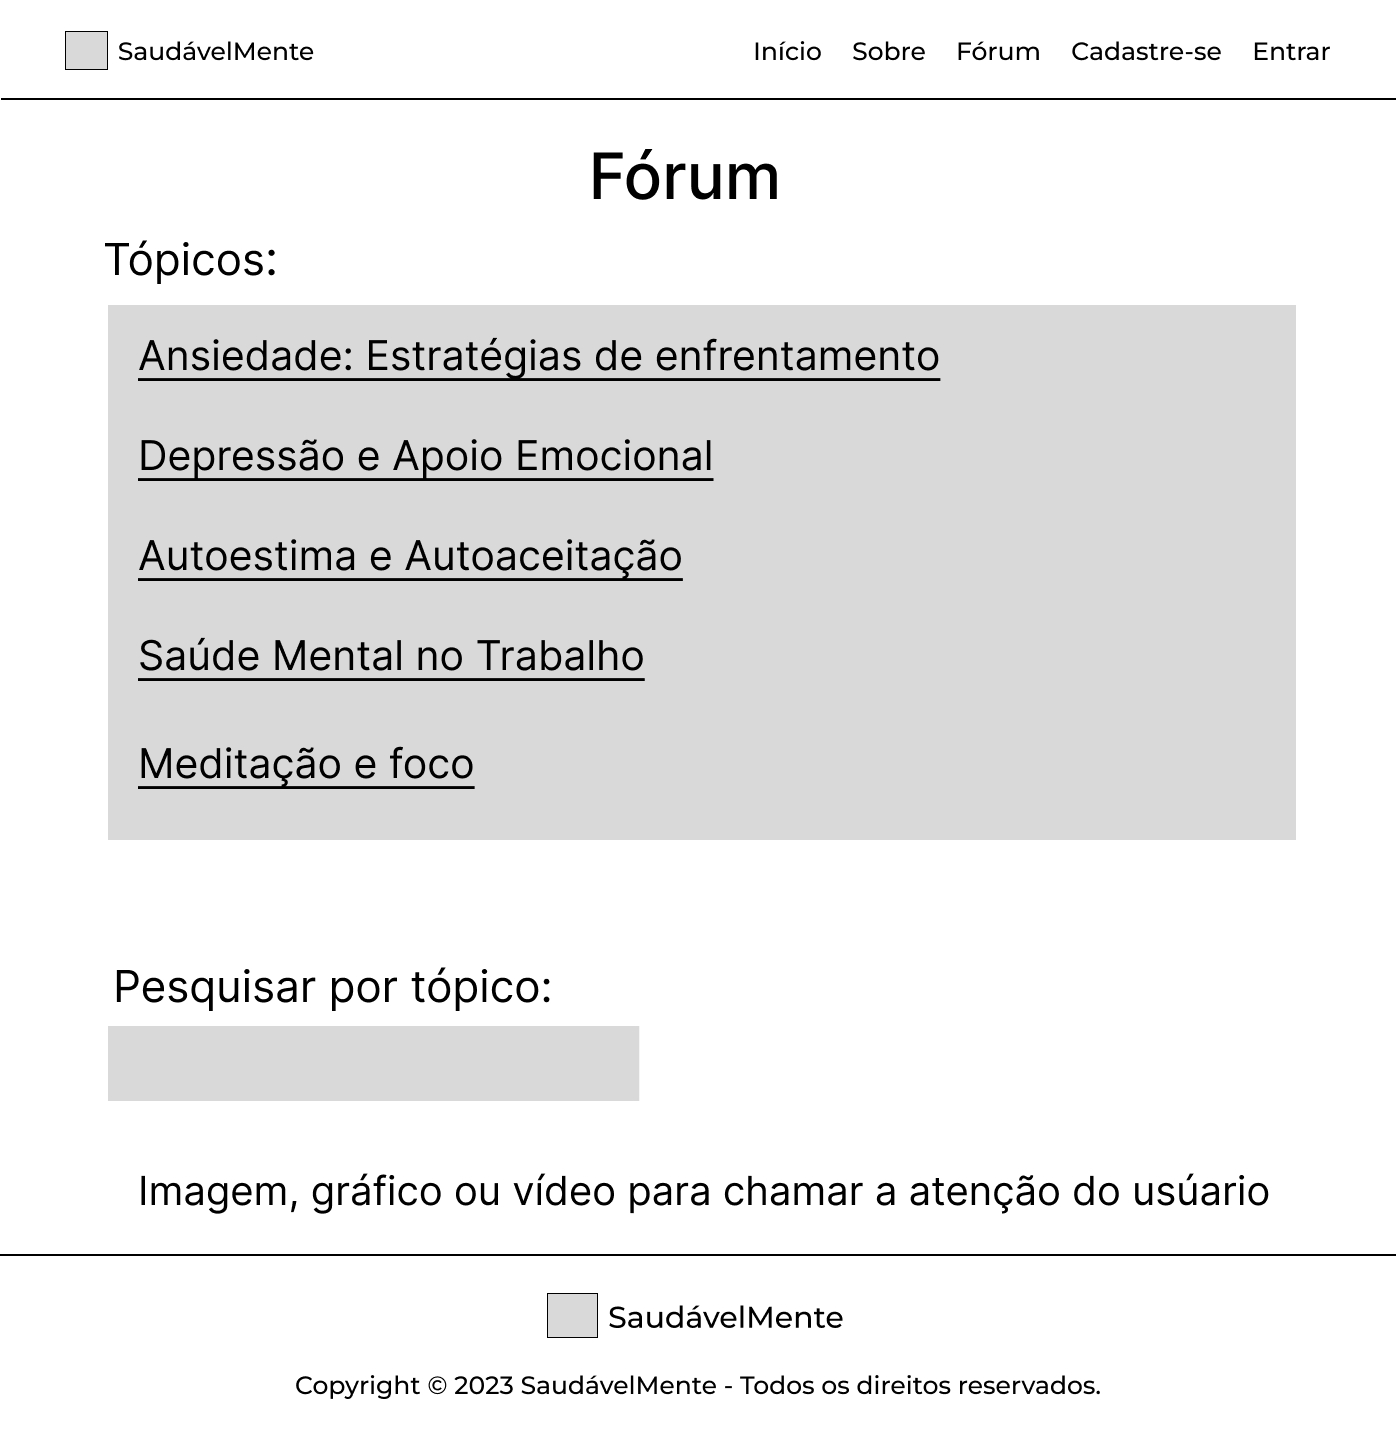 SaudávelMente
Início Sobre Fórum Cadastre-se Entrar
Fórum
Tópicos:
Ansiedade: Estratégias de enfrentamento
Depressão e Apoio Emocional
Autoestima e Autoaceitação
Saúde Mental no Trabalho
Meditação e foco
Pesquisar por tópico:
Imagem, gráfico ou vídeo para chamar a atenção do usúario
SaudávelMente
Copyright © 2023 SaudávelMente - Todos os direitos reservados.